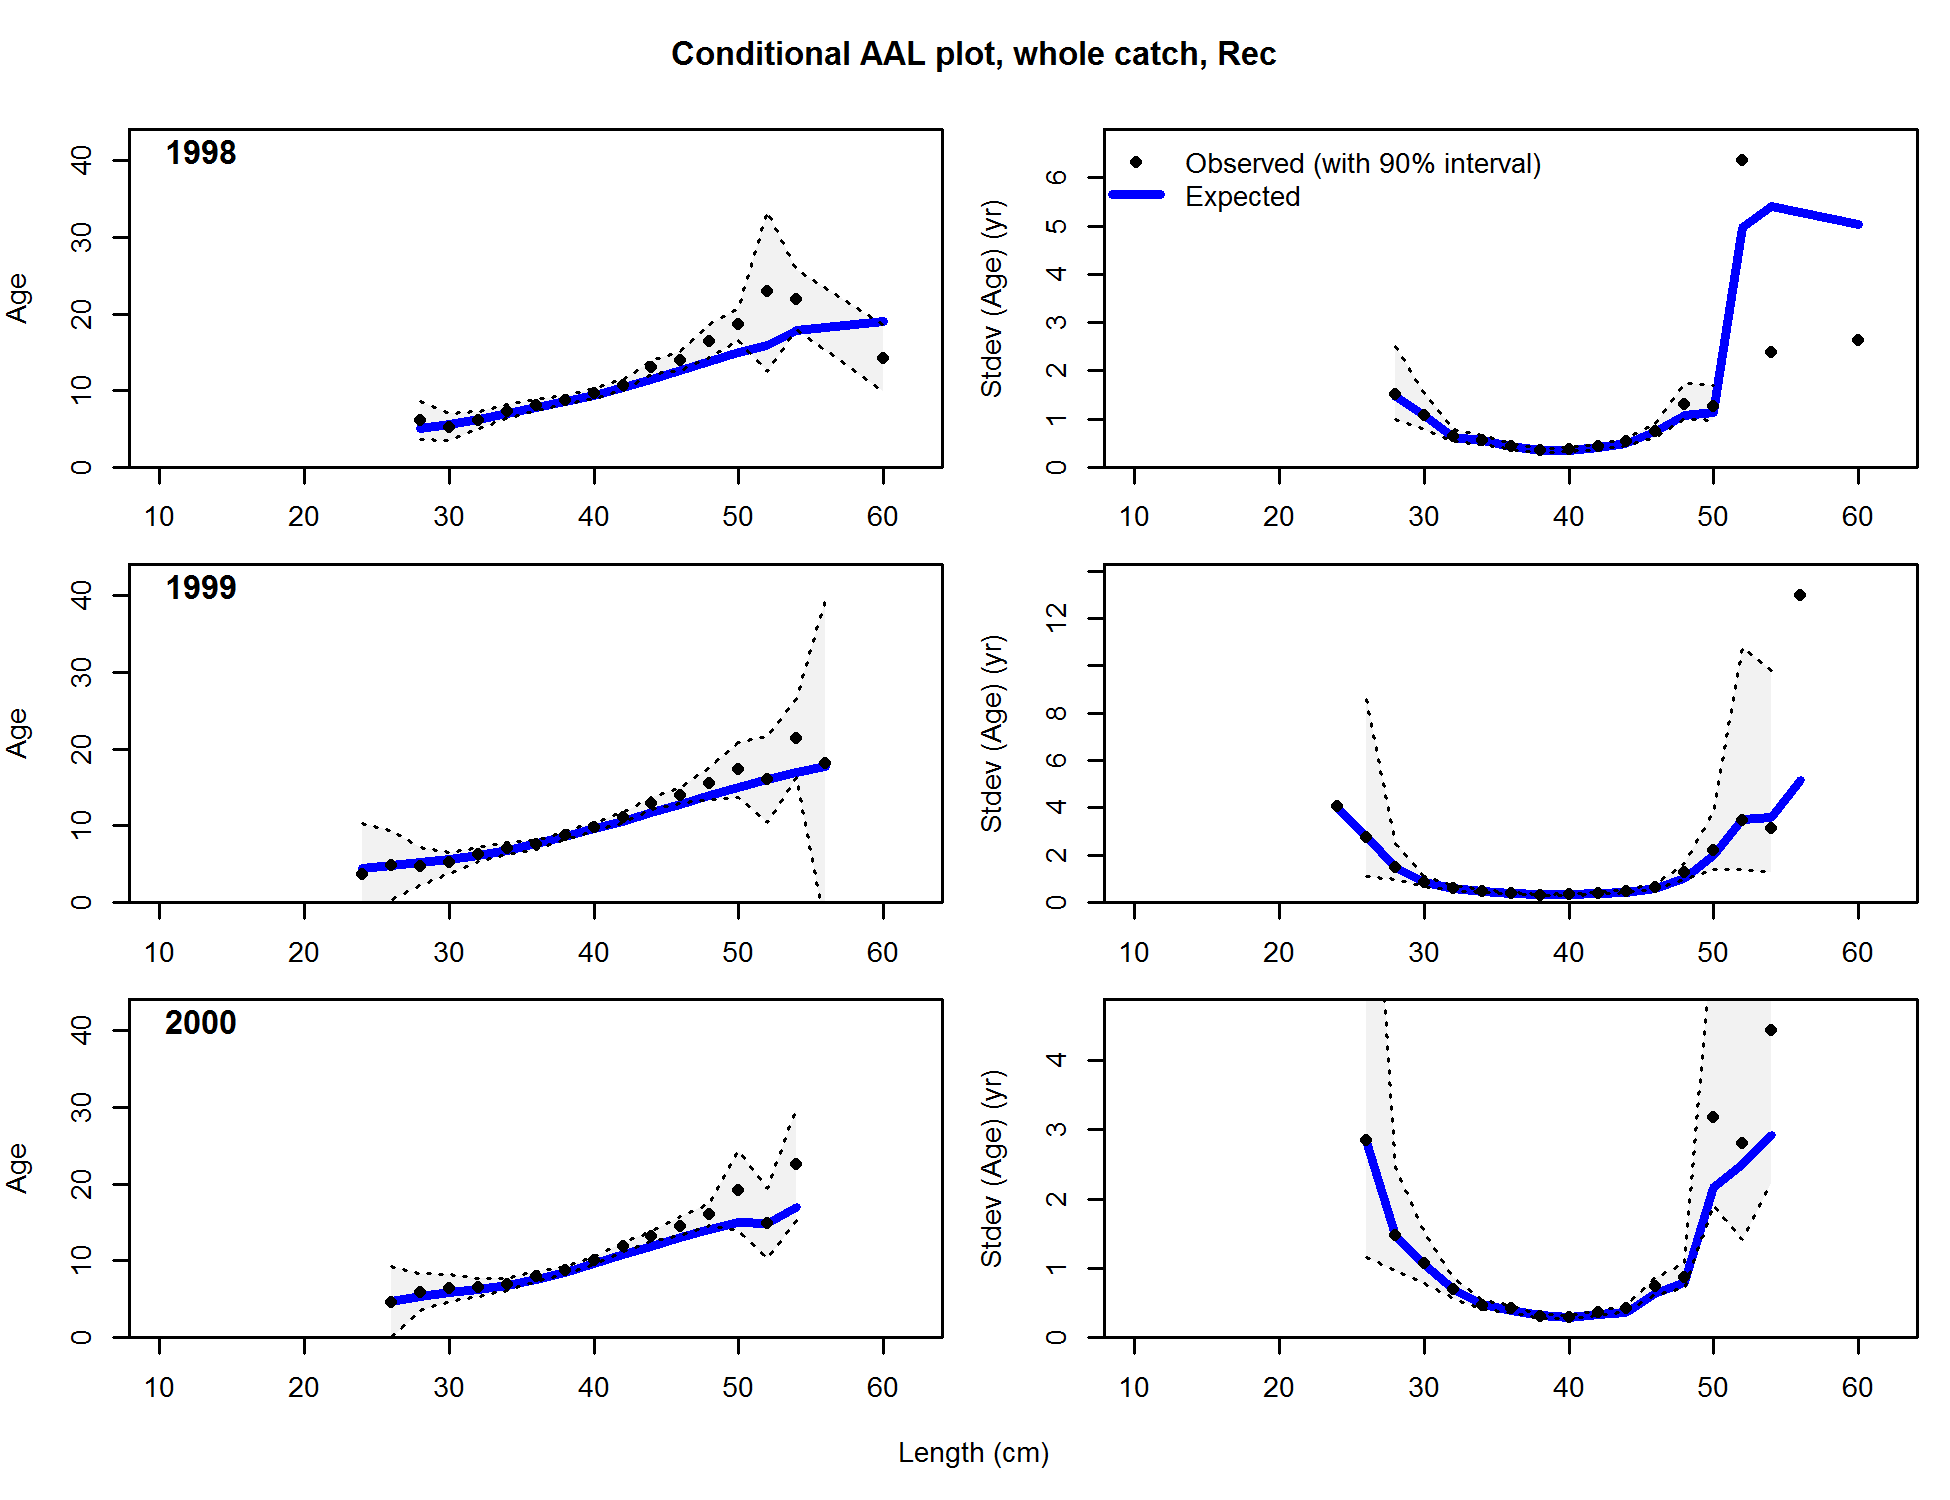 Conditional AAL plot, whole catch, Rec
1998
Age
0 10 20 30 40
10 20 30 40 50 60
Observed (with 90% interval)
Expected
Stdev (Age) (yr)
0 1 2 3 4 5 6
10 20 30 40 50 60
1999
Age
0 10 20 30 40
10 20 30 40 50 60
Stdev (Age) (yr)
0 2 4 6 8 12
10 20 30 40 50 60
2000
Age
0 10 20 30 40
10 20 30 40 50 60
Stdev (Age) (yr)
0 1 2 3 4
10 20 30 40 50 60
Length (cm)